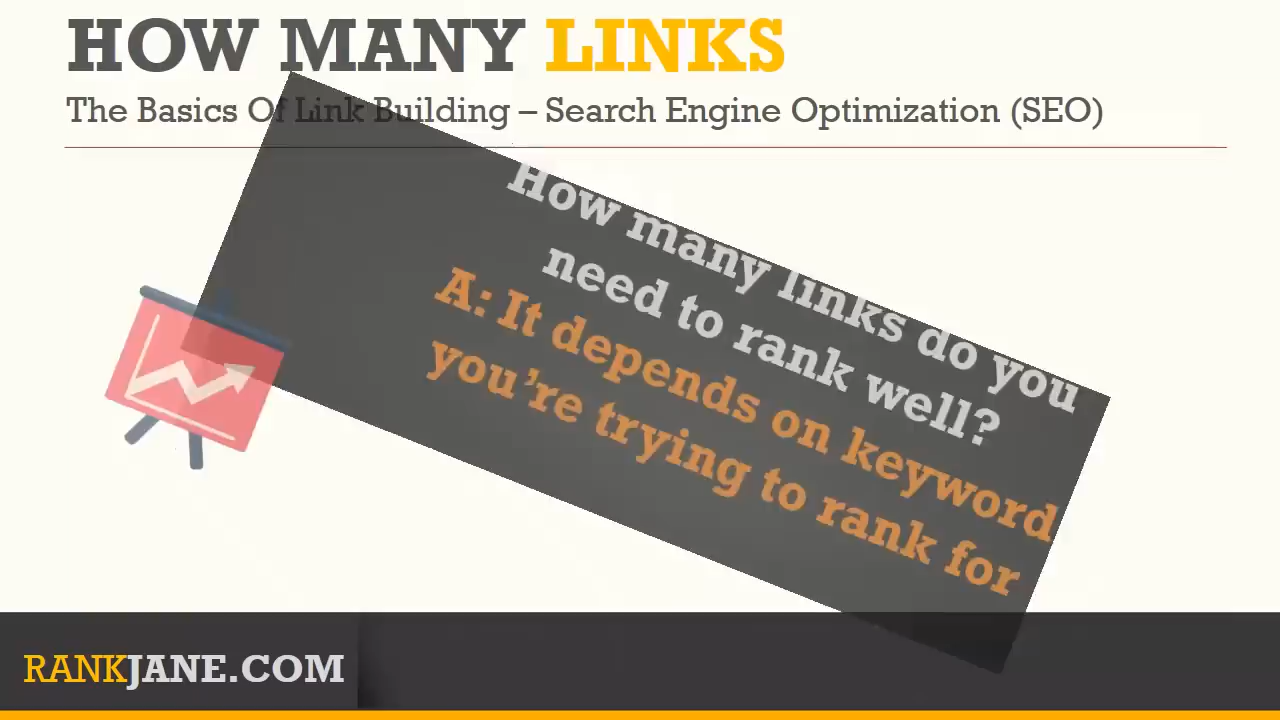 HOW MANY LINKS
The Basics Of Link Building – Search Engine Optimization (SEO)
How many links do you
need to rank well?
A: It depends on keyword
you're trying to rank for
RANKJANE.COM